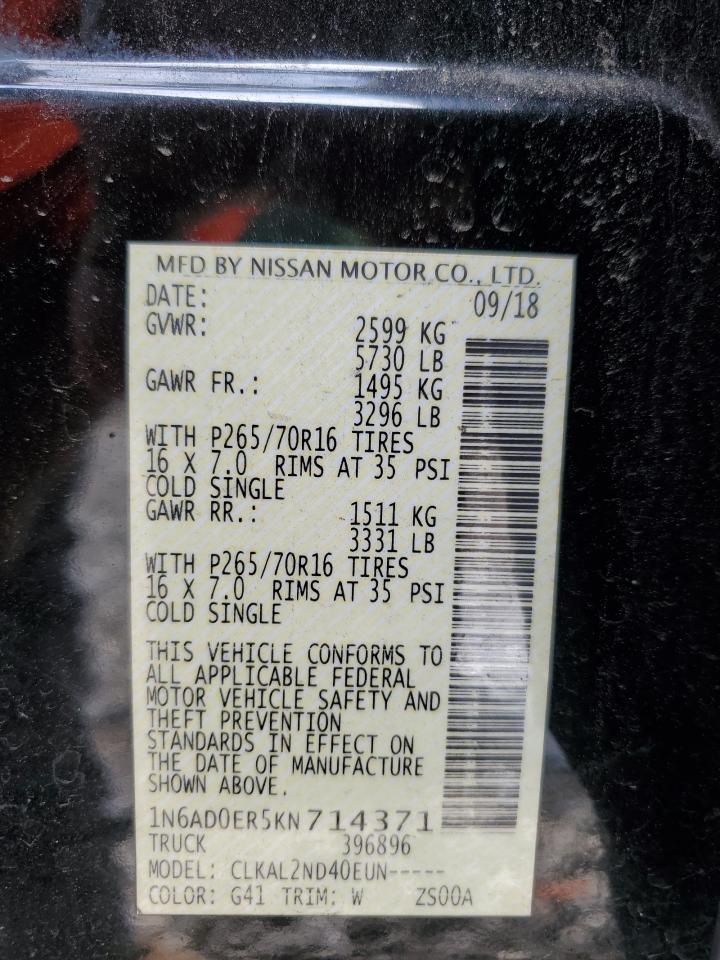 MFD BY NISSAN MOTOR CO., LTD.
DATE: 09/18
GVWR: 2599 KG
5730 LB
GAWR FR.: 1495 KG
3296 LB
WITH P265/70R16 TIRES
16 X 7.0 RIMS AT 35 PSI
COLD SINGLE
GAWR RR.: 1511 KG
3331 LB
WITH P265/70R16 TIRES
16 X 7.0 RIMS AT 35 PSI
COLD SINGLE
THIS VEHICLE CONFORMS TO
ALL APPLICABLE FEDERAL
MOTOR VEHICLE SAFETY AND
THEFT PREVENTION
STANDARDS IN EFFECT ON
THE DATE OF MANUFACTURE
SHOWN ABOVE.
1N6AD0ER5KN714371
TRUCK 396896
MODEL: CLKAL2ND40EUN-----
COLOR: G41 TRIM: W ZS00A